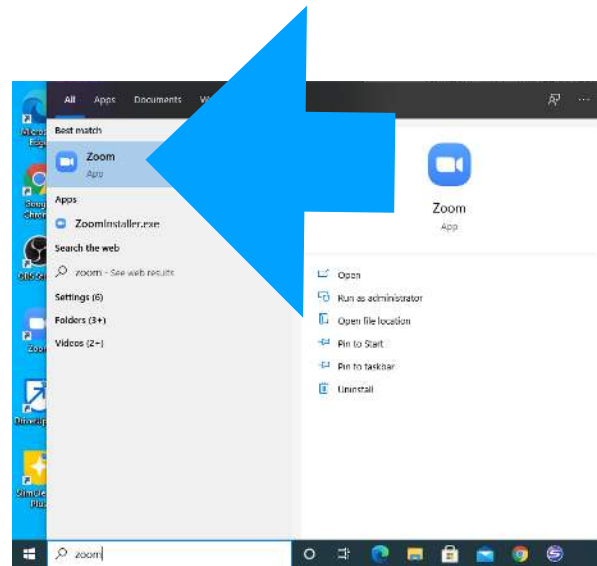 All Apps Documents
Best match
Zoom
App
Apps
ZoomInstaller.exe
Search the web
zoom - See web results
Settings (6)
Folders (3+)
Videos (2+)
Zoom
App
Open
Run as administrator
Open file location
Pin to Start
Pin to taskbar
Uninstall
zoom